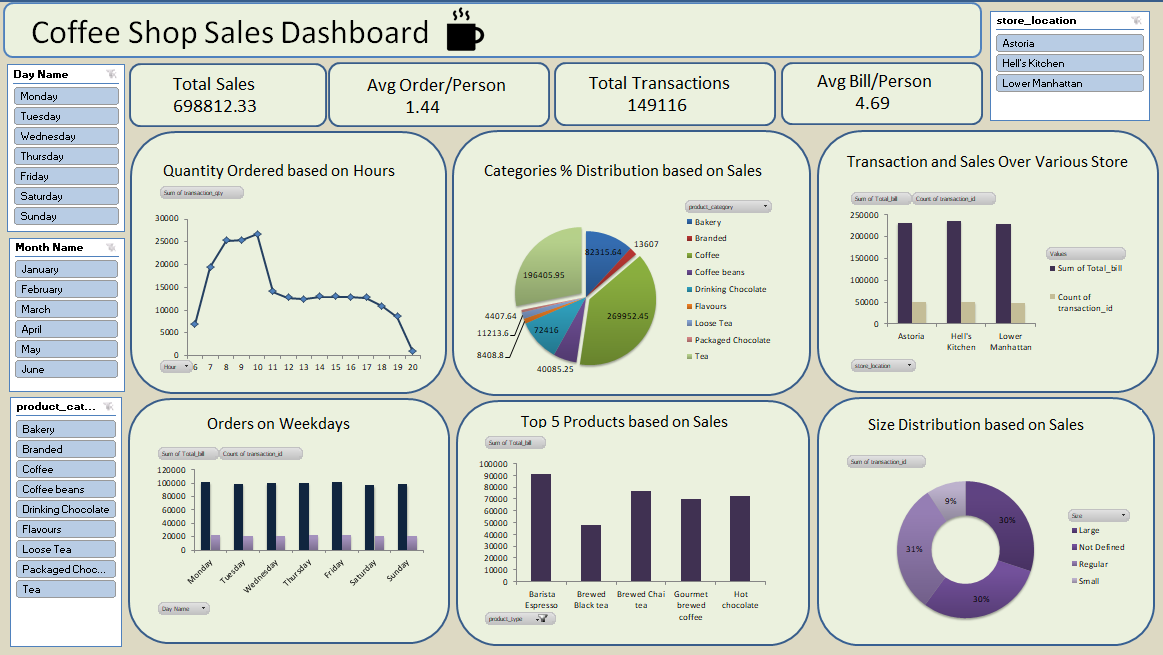 Coffee Shop Sales Dashboard
store_location
Astoria
Hell's Kitchen
Lower Manhattan
Day Name
Monday
Tuesday
Wednesday
Thursday
Friday
Saturday
Sunday
Total Sales
698812.33
Avg Order/Person
1.44
Total Transactions
149116
Avg Bill/Person
4.69
Month Name
January
February
March
April
May
June
product_cat...
Bakery
Branded
Coffee
Coffee beans
Drinking Chocolate
Flavours
Loose Tea
Packaged Choc...
Tea
Quantity Ordered based on Hours
Sum of transaction_qty
30000
25000
20000
15000
10000
5000
0
Hour
6 7 8 9 10 11 12 13 14 15 16 17 18 19 20
Categories % Distribution based on Sales
product_category
Bakery
Branded
Coffee
Coffee beans
Drinking Chocolate
Flavours
Loose Tea
Packaged Chocolate
Tea
82315.64
13607
269952.45
40085.25
72416
8408.8
11213.6
4407.64
196405.95
Transaction and Sales Over Various Store
Sum of Total_bill
Count of transaction_id
250000
200000
150000
100000
50000
0
Astoria
Hell's
Kitchen
Lower
Manhattan
Values
Sum of Total_bill
Count of
transaction_id
store_location
Orders on Weekdays
Sum of Total_bill
Count of transaction_id
120000
100000
80000
60000
40000
20000
0
Monday
Tuesday
Wednesday
Thursday
Friday
Saturday
Sunday
Day Name
Top 5 Products based on Sales
Sum of Total_bill
100000
90000
80000
70000
60000
50000
40000
30000
20000
10000
0
Barista
Espresso
Brewed
Black tea
Brewed Chai
tea
Gourmet
brewed
coffee
Hot
chocolate
product_type
Size Distribution based on Sales
Sum of transaction_id
9%
30%
31%
30%
Size
Large
Not Defined
Regular
Small